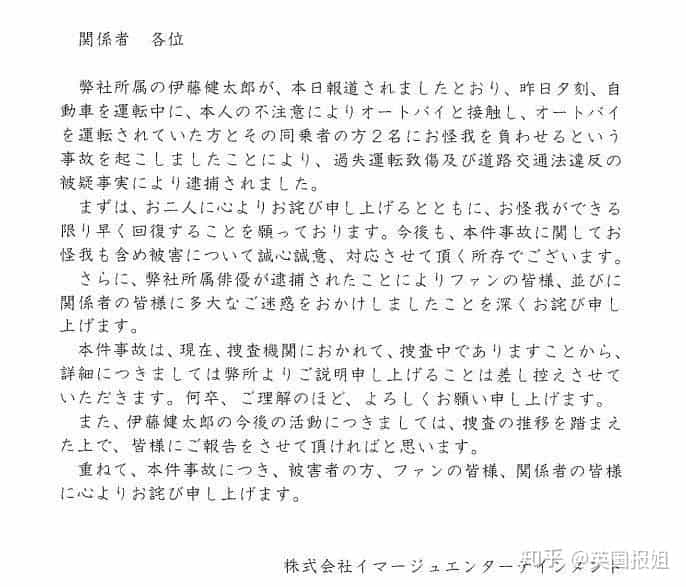 関係者　各位
弊社所属の伊藤健太郎が、本日報道されましたとおり、昨日夕刻、自
動車を運転中に、本人の不注意によりオートバイと接触し、オートバイ
を運転されていた方とその同乗者の方２名にお怪我を負わせるという
事故を起こしましたことにより、過失運転致傷及び道路交通法違反の
被疑事実により逮捕されました。
まずは、お二人に心よりお詫び申し上げるとともに、お怪我ができる
限り早く回復することを願っております。今後も、本件事故に関してお
怪我も含め被害について誠心誠意、対応させて頂く所存でございます。
さらに、弊社所属俳優が逮捕されたことによりファンの皆様、並びに
関係者の皆様に多大なご迷惑をおかけしましたことを深くお詫び申し
上げます。
本件事故は、現在、捜査機関におかれて、捜査中でありますことから、
詳細につきましては弊所よりご説明申し上げることは差し控えさせて
いただきます。何卒、ご理解のほど、よろしくお願い申し上げます。
また、伊藤健太郎の今後の活動につきましては、捜査の推移を踏まえ
た上で、皆様にご報告をさせて頂ければと思います。
重ねて、本件事故につき、被害者の方、ファンの皆様、関係者の皆様
に心よりお詫び申し上げます。
株式会社イマージュエンターテインメント
知乎 @英国报姐